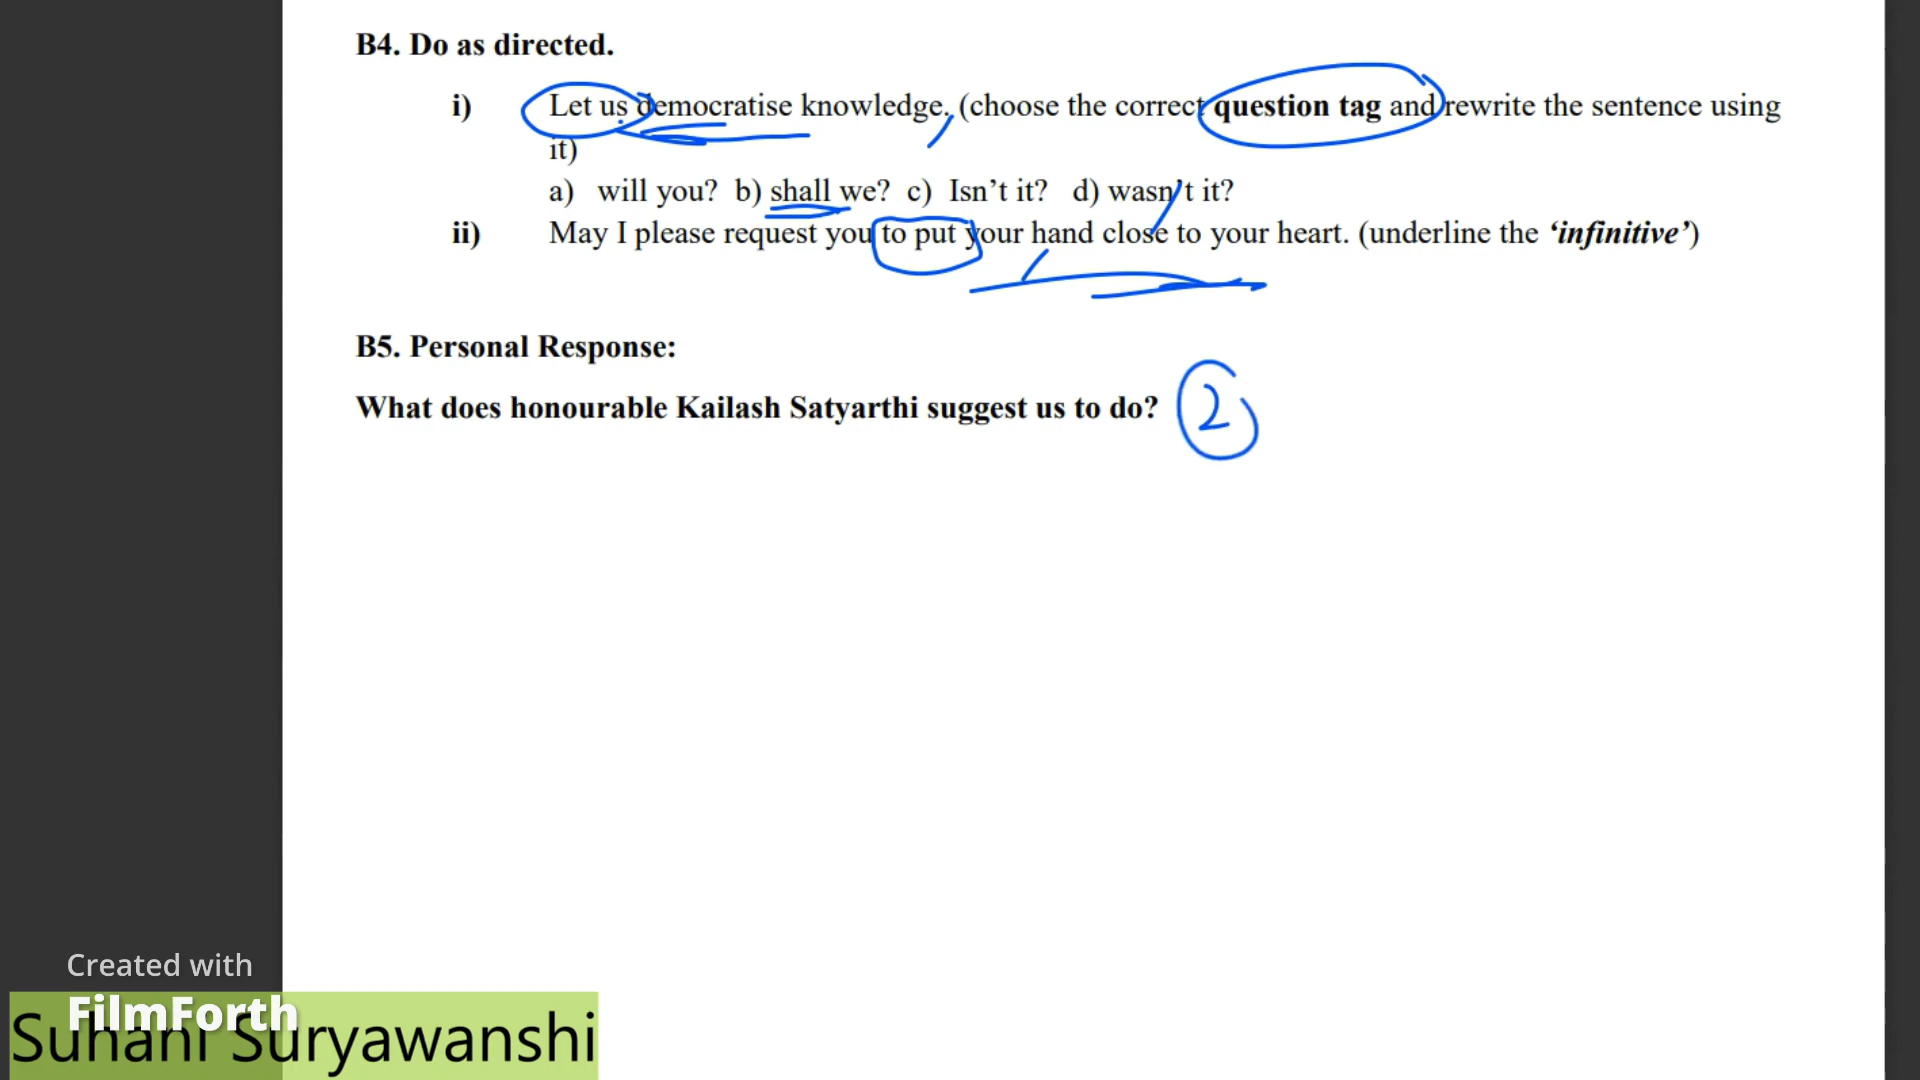 B4. Do as directed.
i) Let us democratise knowledge. (choose the correct question tag and rewrite the sentence using
it)
a) will you? b) shall we? c) Isn't it? d) wasn't it?
ii) May I please request you to put your hand close to your heart. (underline the 'infinitive')
B5. Personal Response:
What does honourable Kailash Satyarthi suggest us to do? 2
Created with
FilmForth
Suhani Suryawanshi